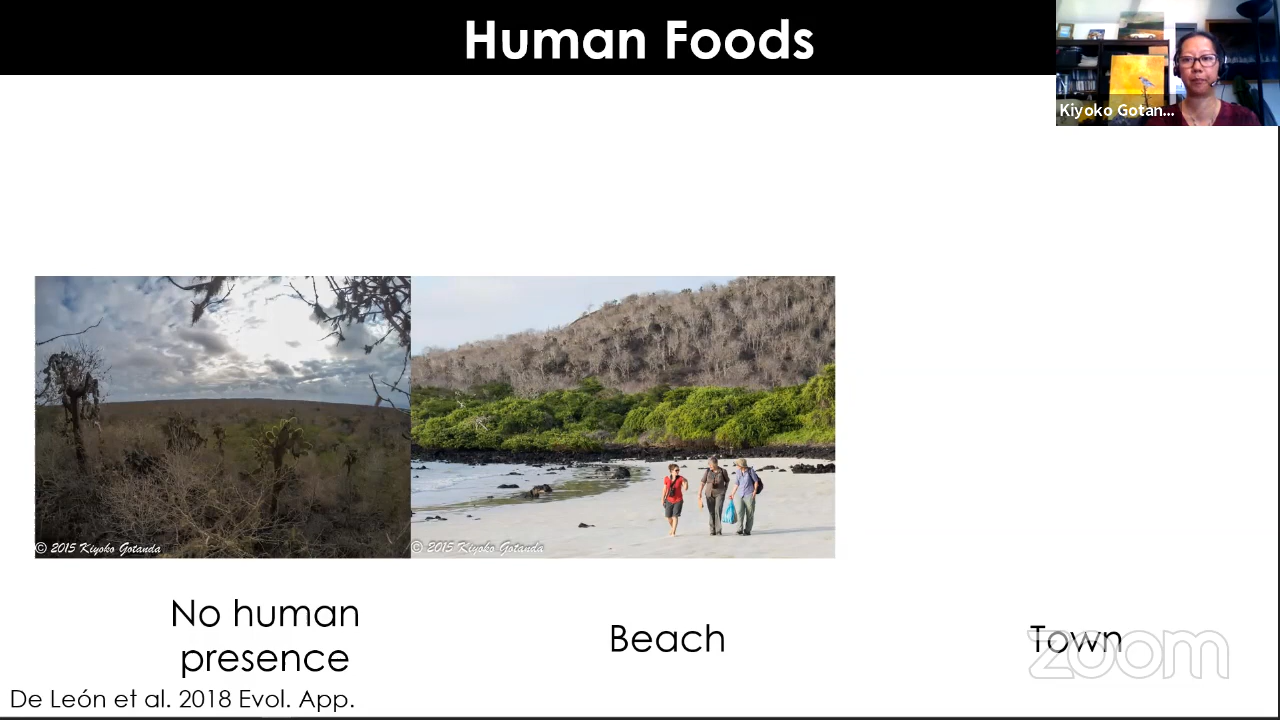 Human Foods
Kiyoko Gotan...
© 2015 Kiyoko Gotanda
© 2015 Kiyoko Gotanda
No human
presence
Beach
Town
zoom
De León et al. 2018 Evol. App.